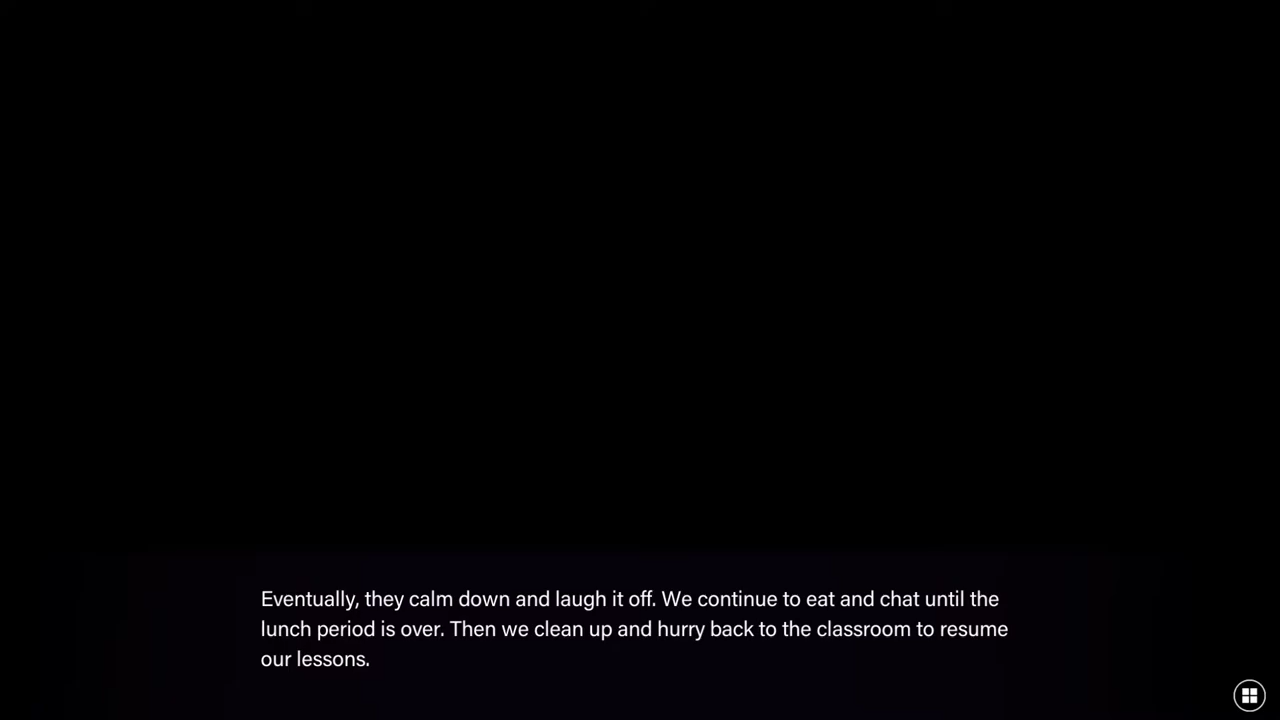 Eventually, they calm down and laugh it off. We continue to eat and chat until the
lunch period is over. Then we clean up and hurry back to the classroom to resume
our lessons.